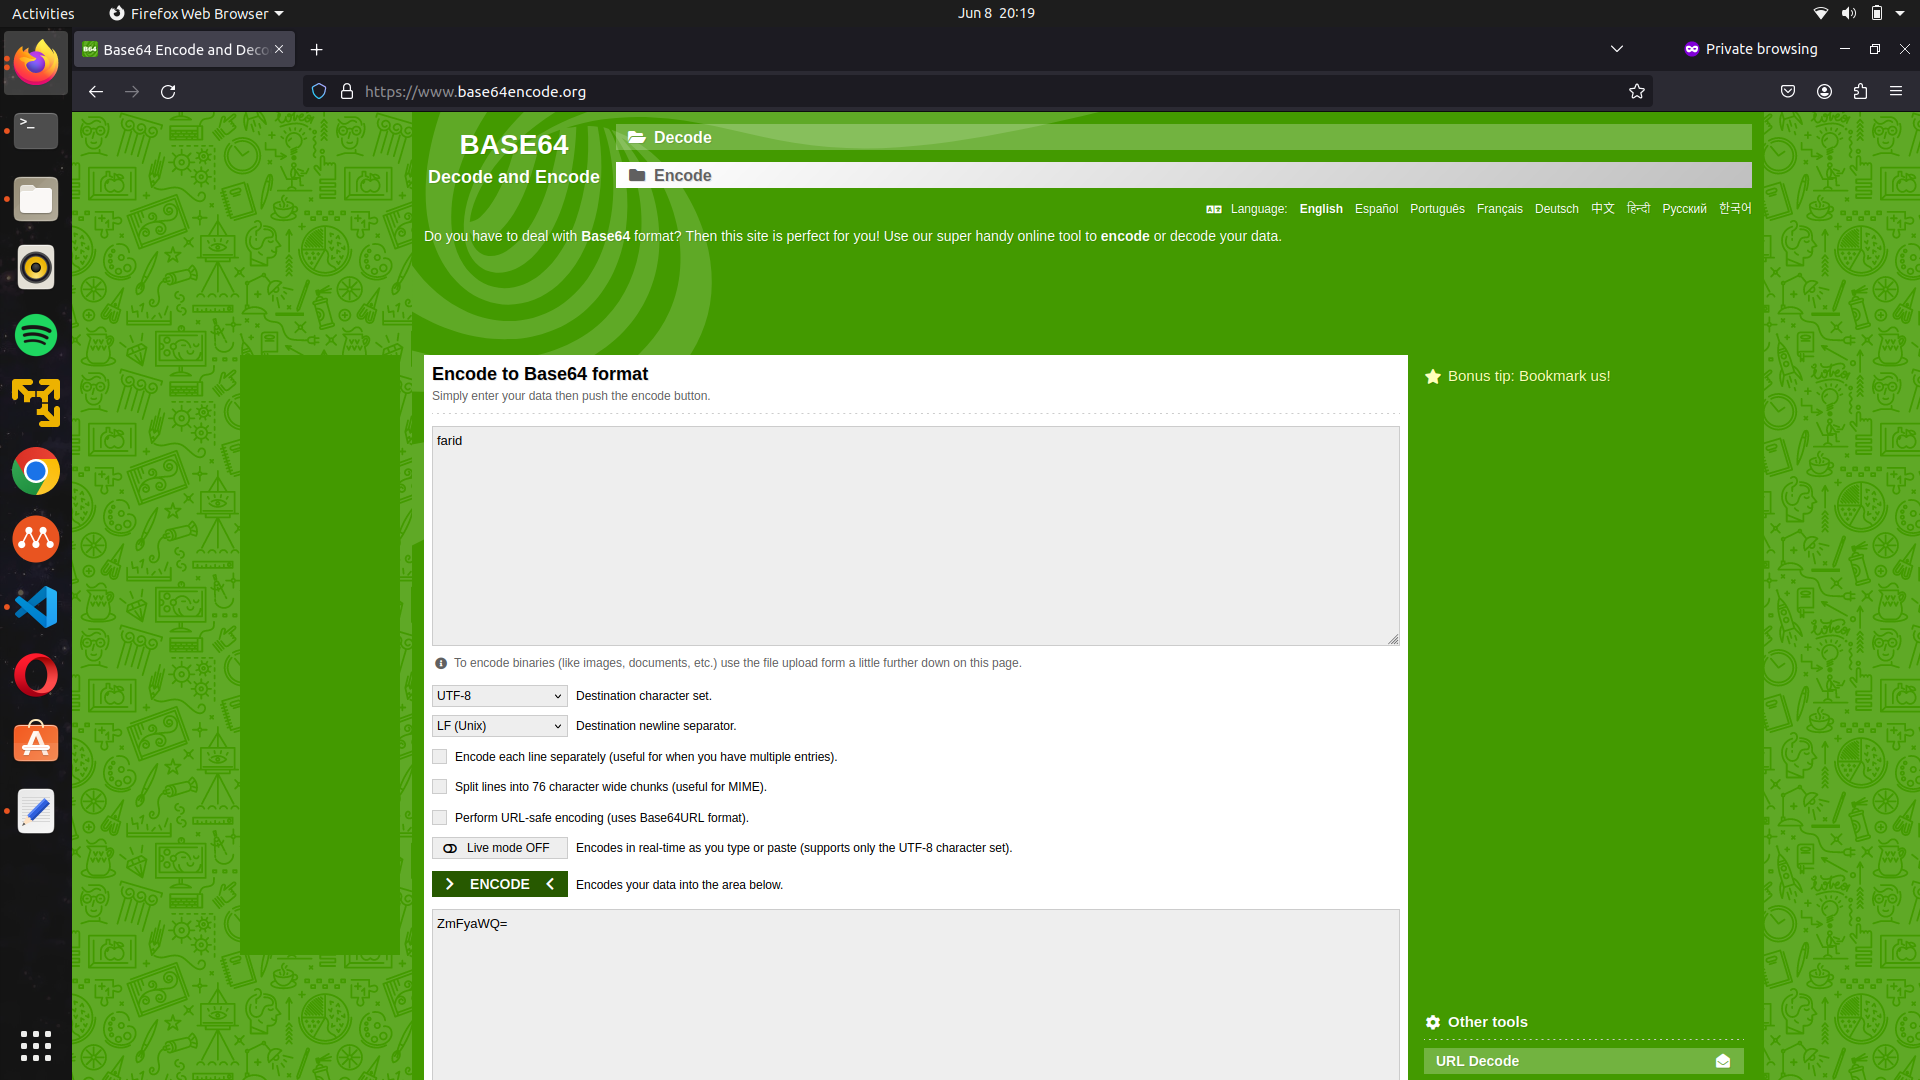 Activities
Firefox Web Browser
Jun 8 20:19
B64
Base64 Encode and Deco
Private browsing
https://www.base64encode.org
BASE64
Decode and Encode
Decode
Encode
Language: English Español Português Français Deutsch 中文 हिन्दी Русский 한국어
Do you have to deal with Base64 format? Then this site is perfect for you! Use our super handy online tool to encode or decode your data.
Encode to Base64 format
Simply enter your data then push the encode button.
Bonus tip: Bookmark us!
farid
To encode binaries (like images, documents, etc.) use the file upload form a little further down on this page.
UTF-8 Destination character set.
LF (Unix) Destination newline separator.
Encode each line separately (useful for when you have multiple entries).
Split lines into 76 character wide chunks (useful for MIME).
Perform URL-safe encoding (uses Base64URL format).
Live mode OFF Encodes in real-time as you type or paste (supports only the UTF-8 character set).
ENCODE Encodes your data into the area below.
ZmFyaWQ=
Other tools
URL Decode